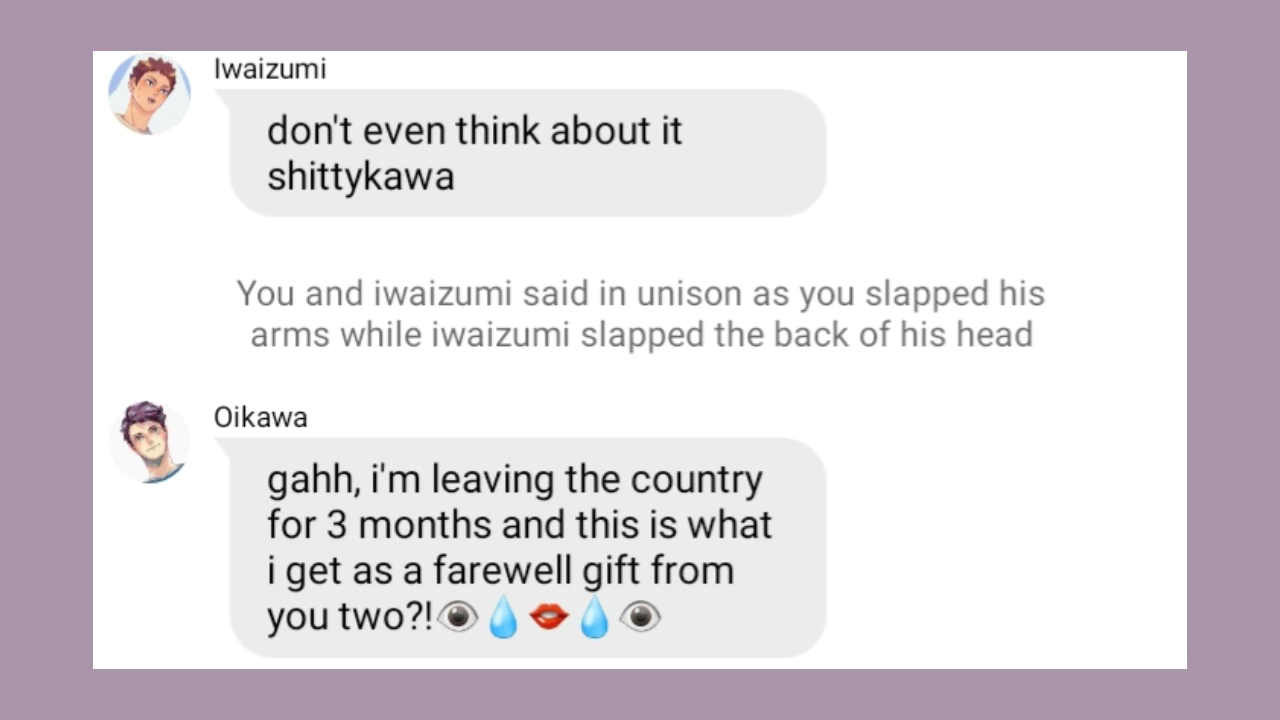 Iwaizumi
don't even think about it
shittykawa
You and iwaizumi said in unison as you slapped his
arms while iwaizumi slapped the back of his head
Oikawa
gahh, i'm leaving the country
for 3 months and this is what
i get as a farewell gift from
you two?!👁💧👄💧👁